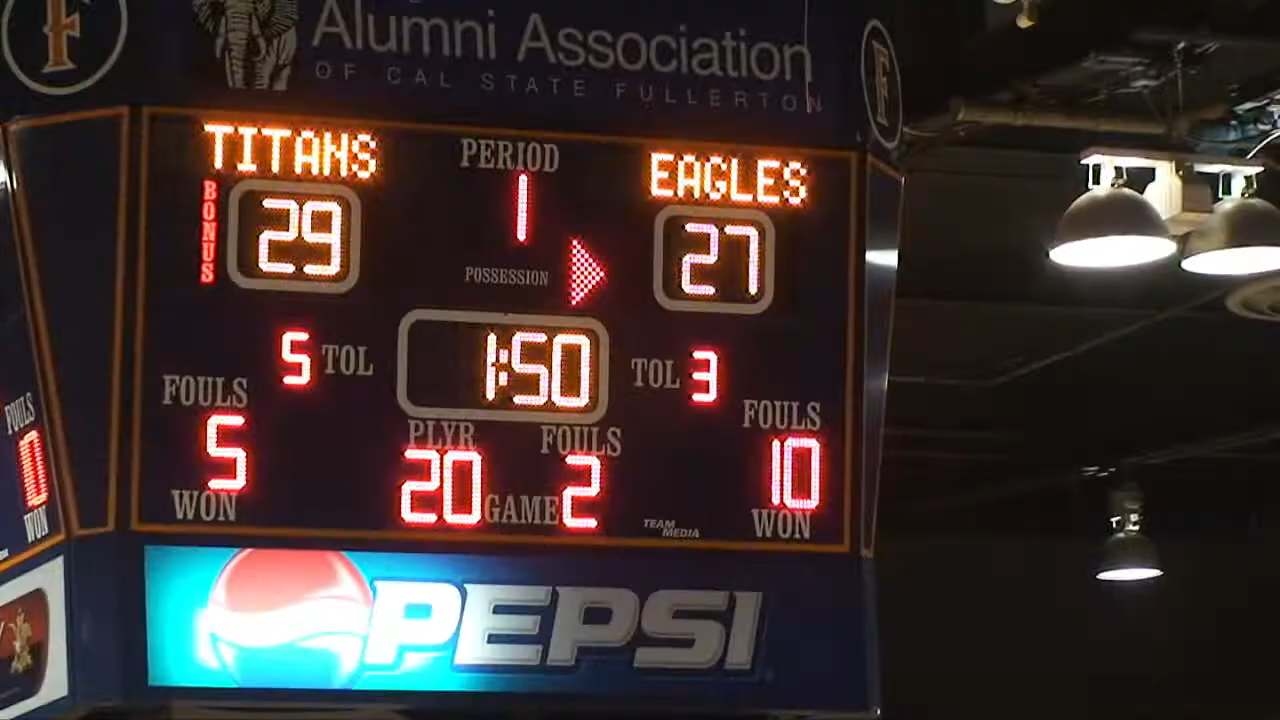 F
Alumni Association
OF CAL STATE FULLERTON
F
TITANS
PERIOD
EAGLES
BONUS
29
1
27
POSSESSION
5 TOL
1:50
TOL 3
FOULS
FOULS
PLYR
FOULS
FOULS
5
20
GAME
2
10
10
WON
WON
WON
TEAM
MEDIA
PEPSI